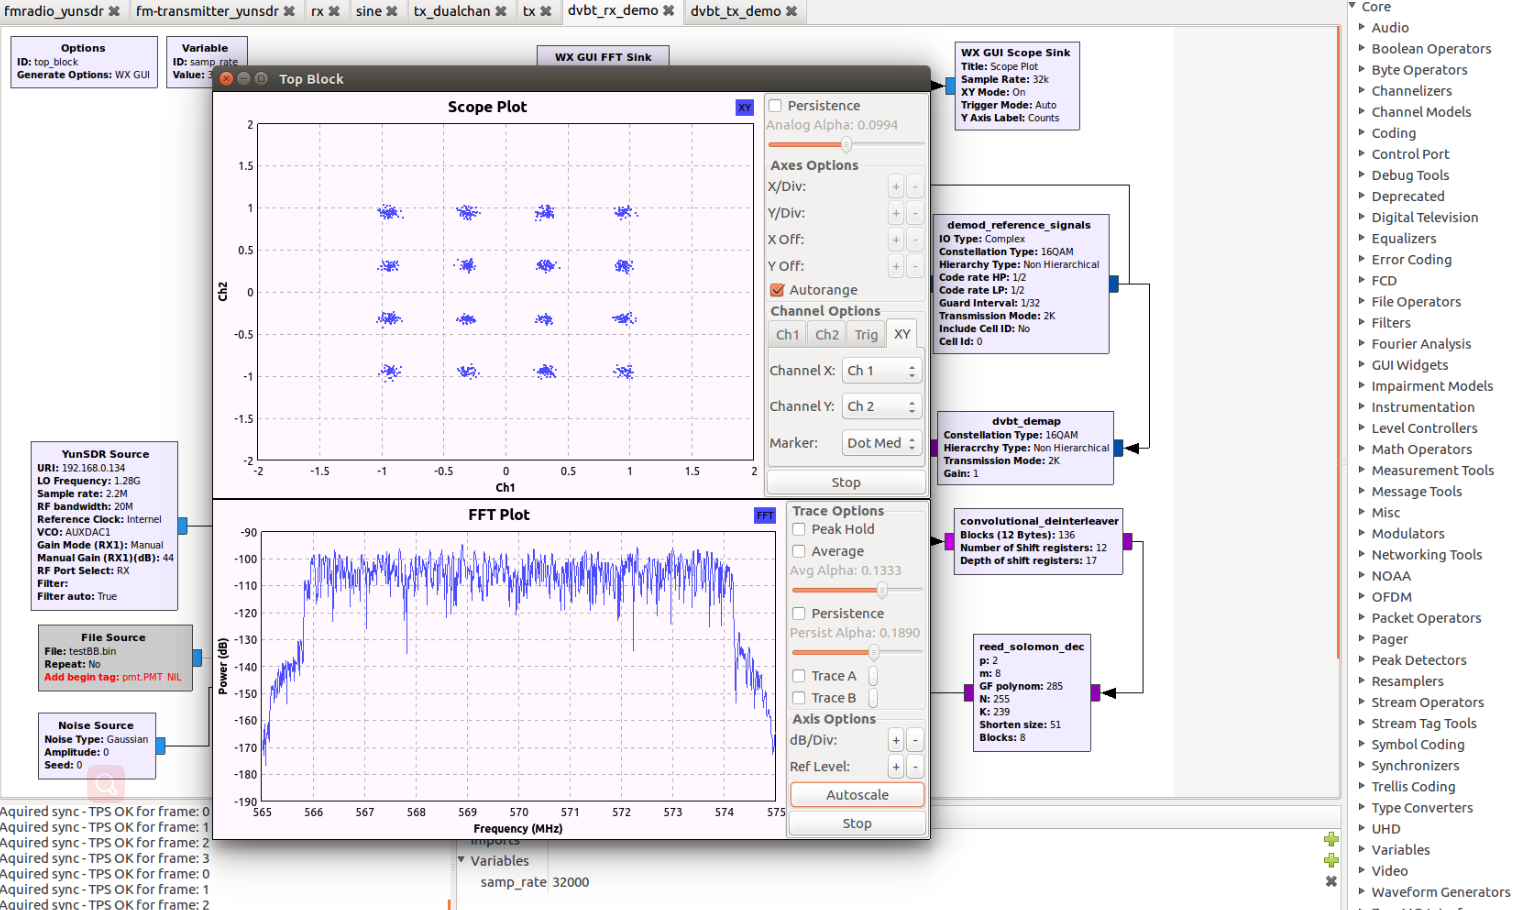 fmradio_yunsdr ✖ fm-transmitter_yunsdr ✖ rx ✖ sine ✖ tx_dualchan ✖ tx ✖ dvbt_rx_demo ✖ dvbt_tx_demo ✖
Options
ID: top_block
Generate Options: WX GUI
Variable
ID: samp_rate
Value: 3
WX GUI FFT Sink
WX GUI Scope Sink
Title: Scope Plot
Sample Rate: 32k
XY Mode: On
Trigger Mode: Auto
Y Axis Label: Counts
Top Block
Scope Plot
XY
2
1.5
1
0.5
0
-0.5
-1
-1.5
-2
Ch2
-2 -1.5 -1 -0.5 0 0.5 1 1.5 2
Ch1
Persistence
Analog Alpha: 0.0994
Axes Options
X/Div: + -
Y/Div: + -
X Off: + -
Y Off: + -
Autorange
Channel Options
Ch1 Ch2 Trig XY
Channel X: Ch 1
Channel Y: Ch 2
Marker: Dot Med
Stop
FFT Plot
FFT
-90
-100
-110
-120
-130
-140
-150
-160
-170
-180
-190
Power (dB)
565 566 567 568 569 570 571 572 573 574 575
Frequency (MHz)
Trace Options
Peak Hold
Average
Avg Alpha: 0.1333
Persistence
Persist Alpha: 0.1890
Trace A
Trace B
Axis Options
dB/Div: + -
Ref Level: + -
Autoscale
Stop
demod_reference_signals
IO Type: Complex
Constellation Type: 16QAM
Hierarchy Type: Non Hierarchical
Code rate HP: 1/2
Code rate LP: 1/2
Guard Interval: 1/32
Transmission Mode: 2K
Include Cell ID: No
Cell Id: 0
dvbt_demap
Constellation Type: 16QAM
Hieracrchy Type: Non Hierarchical
Transmission Mode: 2K
Gain: 1
convolutional_deinterleaver
Blocks (12 Bytes): 136
Number of Shift registers: 12
Depth of shift registers: 17
reed_solomon_dec
p: 2
m: 8
GF polynom: 285
N: 255
K: 239
Shorten size: 51
Blocks: 8
YunSDR Source
URI: 192.168.0.134
LO Frequency: 1.28G
Sample rate: 2.2M
RF bandwidth: 20M
Reference Clock: Internel
VCO: AUXDAC1
Gain Mode (RX1): Manual
Manual Gain (RX1)(dB): 44
RF Port Select: RX
Filter:
Filter auto: True
File Source
File: testBB.bin
Repeat: No
Add begin tag: pmt.PMT_NIL
Noise Source
Noise Type: Gaussian
Amplitude: 0
Seed: 0
Aquired sync - TPS OK for frame: 0
Aquired sync - TPS OK for frame: 1
Aquired sync - TPS OK for frame: 2
Aquired sync - TPS OK for frame: 3
Aquired sync - TPS OK for frame: 0
Aquired sync - TPS OK for frame: 1
Aquired sync - TPS OK for frame: 2
Imports
Variables
samp_rate 32000
Core
Audio
Boolean Operators
Byte Operators
Channelizers
Channel Models
Coding
Control Port
Debug Tools
Deprecated
Digital Television
Equalizers
Error Coding
FCD
File Operators
Filters
Fourier Analysis
GUI Widgets
Impairment Models
Instrumentation
Level Controllers
Math Operators
Measurement Tools
Message Tools
Misc
Modulators
Networking Tools
NOAA
OFDM
Packet Operators
Pager
Peak Detectors
Resamplers
Stream Operators
Stream Tag Tools
Symbol Coding
Synchronizers
Trellis Coding
Type Converters
UHD
Variables
Video
Waveform Generators